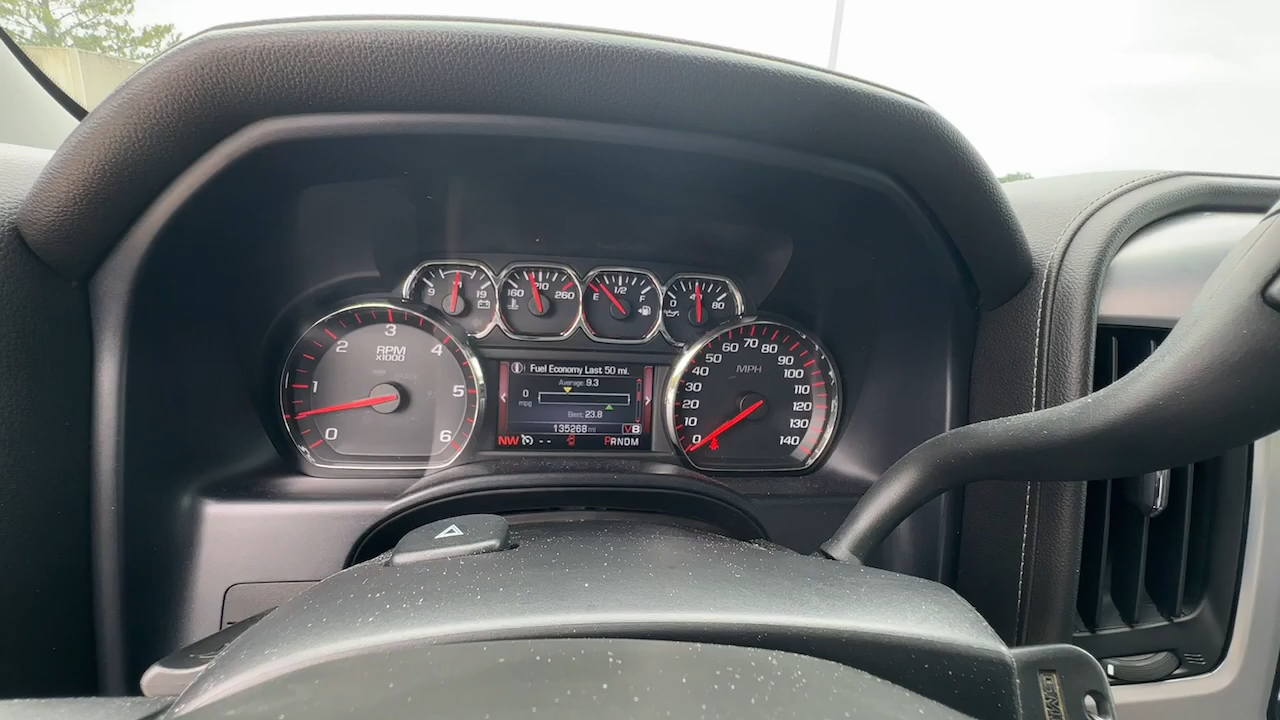 9 19
160 210 260
E 1/2 F
0 80
RPM
x1000
0 1 2 3 4 5 6
Fuel Economy Last 50 mi.
Average: 9.3
0
mpg
Best: 23.8
135268 mi V8
NW -- PRNDM
MPH
0 10 20 30 40 50 60 70 80 90 100 110 120 130 140